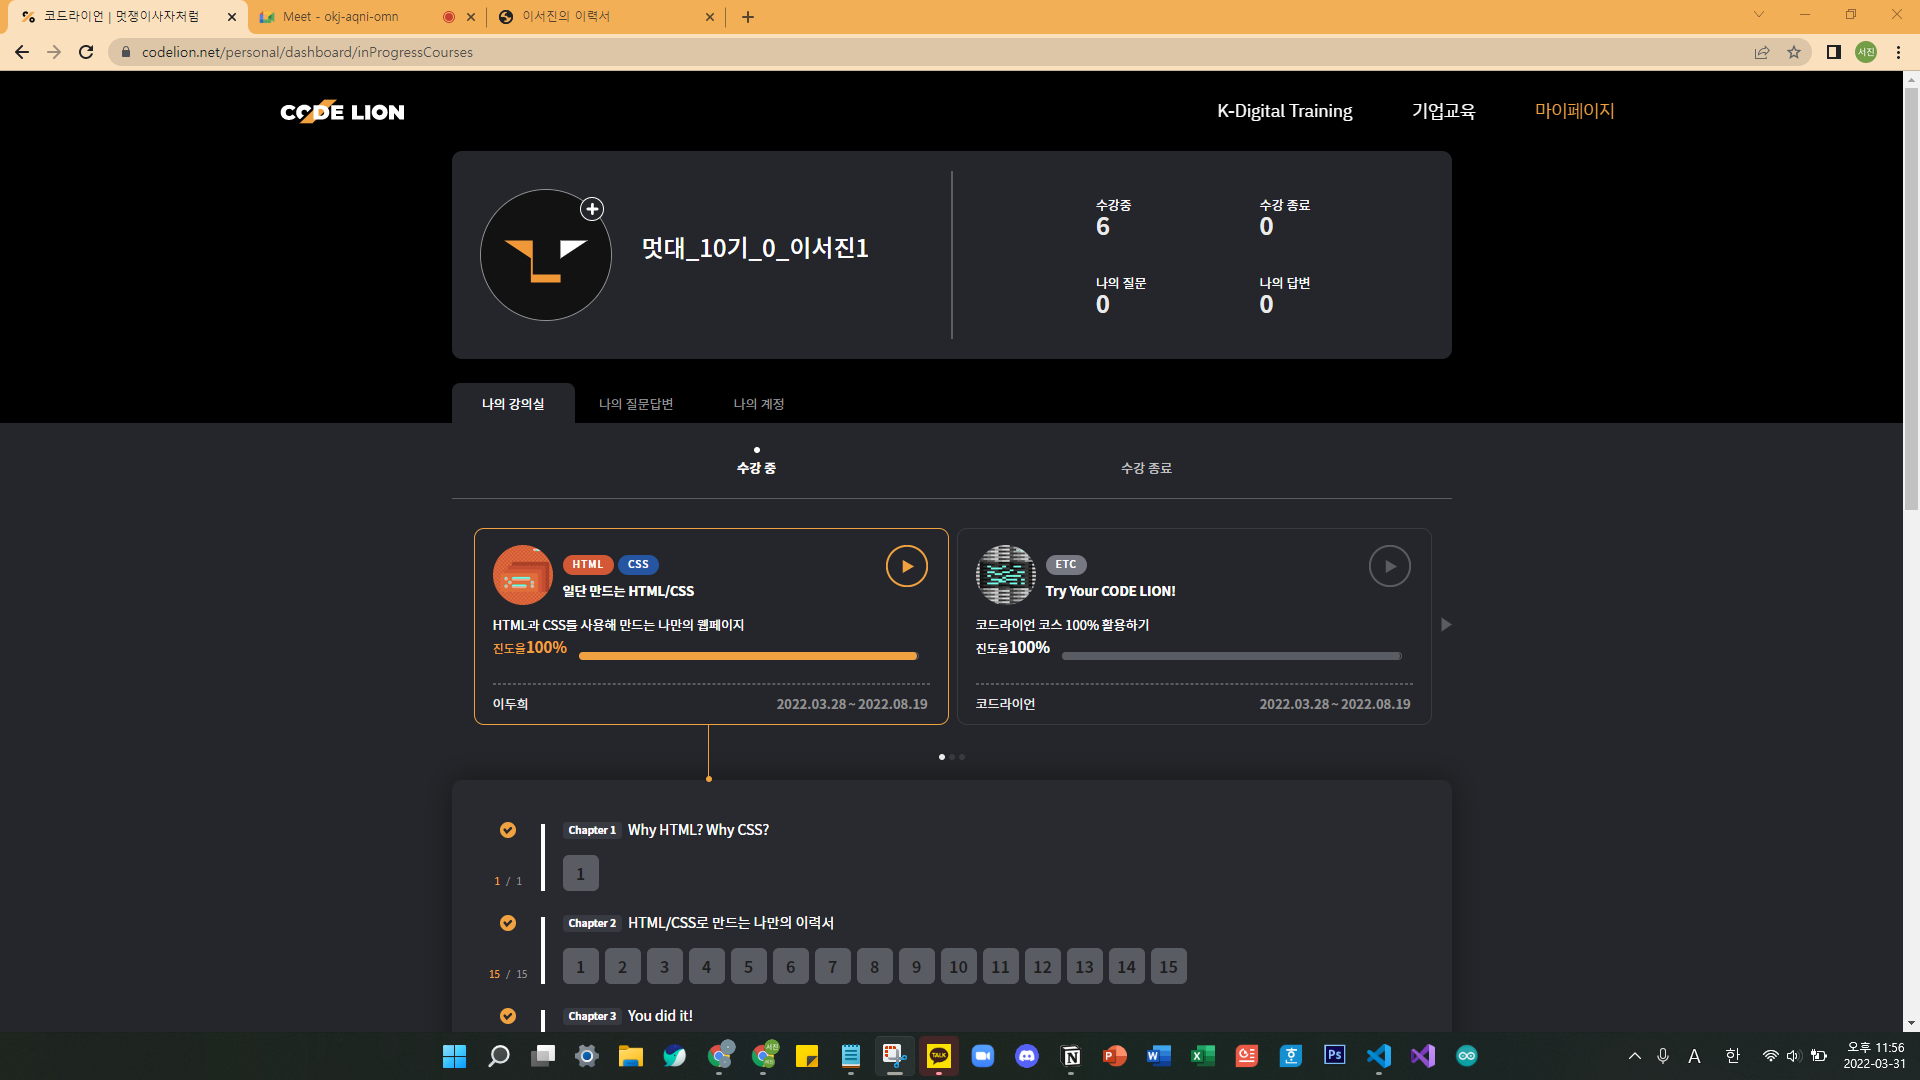 코드라이언 | 멋쟁이사자처럼
Meet - okj-aqni-omn
이서진의 이력서
codelion.net/personal/dashboard/inProgressCourses
서진
CODE LION
K-Digital Training
기업교육
마이페이지
멋대_10기_0_이서진1
수강중
6
수강 종료
0
나의 질문
0
나의 답변
0
나의 강의실
나의 질문답변
나의 계정
수강 중
수강 종료
HTML CSS
일단 만드는 HTML/CSS
HTML과 CSS를 사용해 만드는 나만의 웹페이지
진도율100%
이두희
2022.03.28 ~ 2022.08.19
ETC
Try Your CODE LION!
코드라이언 코스 100% 활용하기
진도율100%
코드라이언
2022.03.28 ~ 2022.08.19
Chapter 1 Why HTML? Why CSS?
1
1 / 1
Chapter 2 HTML/CSS로 만드는 나만의 이력서
1 2 3 4 5 6 7 8 9 10 11 12 13 14 15
15 / 15
Chapter 3 You did it!
TALK
Ps
A
한
오후 11:56
2022-03-31